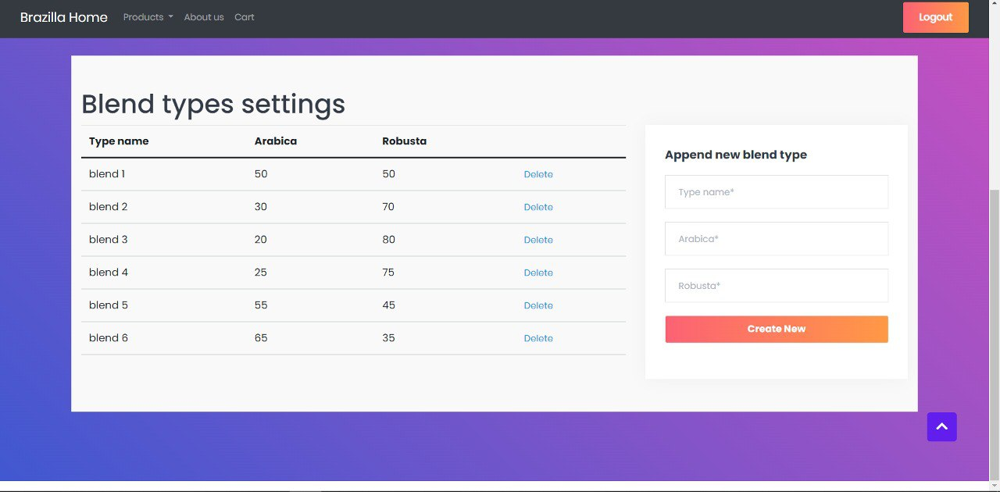 Brazilla Home Products About us Cart Logout
Blend types settings
Type name Arabica Robusta
blend 1 50 50 Delete
blend 2 30 70 Delete
blend 3 20 80 Delete
blend 4 25 75 Delete
blend 5 55 45 Delete
blend 6 65 35 Delete
Append new blend type
Type name*
Arabica*
Robusta*
Create New